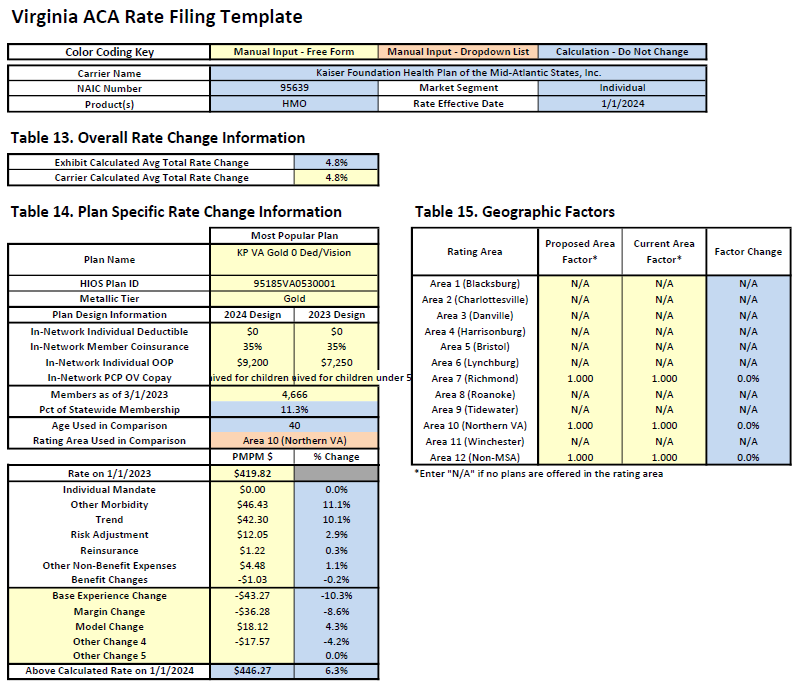 Virginia ACA Rate Filing Template
Color Coding Key Manual Input - Free Form Manual Input - Dropdown List Calculation - Do Not Change
Carrier Name Kaiser Foundation Health Plan of the Mid-Atlantic States, Inc.
NAIC Number 95639 Market Segment Individual
Product(s) HMO Rate Effective Date 1/1/2024
Table 13. Overall Rate Change Information
Exhibit Calculated Avg Total Rate Change 4.8%
Carrier Calculated Avg Total Rate Change 4.8%
Table 14. Plan Specific Rate Change Information
Most Popular Plan
Plan Name KP VA Gold 0 Ded/Vision
HIOS Plan ID 95185VA0530001
Metallic Tier Gold
Plan Design Information 2024 Design 2023 Design
In-Network Individual Deductible $0 $0
In-Network Member Coinsurance 35% 35%
In-Network Individual OOP $9,200 $7,250
In-Network PCP OV Copay ived for children ived for children under 5
Members as of 3/1/2023 4,666
Pct of Statewide Membership 11.3%
Age Used in Comparison 40
Rating Area Used in Comparison Area 10 (Northern VA)
PMPM $ % Change
Rate on 1/1/2023 $419.82
Individual Mandate $0.00 0.0%
Other Morbidity $46.43 11.1%
Trend $42.30 10.1%
Risk Adjustment $12.05 2.9%
Reinsurance $1.22 0.3%
Other Non-Benefit Expenses $4.48 1.1%
Benefit Changes -$1.03 -0.2%
Base Experience Change -$43.27 -10.3%
Margin Change -$36.28 -8.6%
Model Change $18.12 4.3%
Other Change 4 -$17.57 -4.2%
Other Change 5 0.0%
Above Calculated Rate on 1/1/2024 $446.27 6.3%
Table 15. Geographic Factors
Rating Area Proposed Area Factor* Current Area Factor* Factor Change
Area 1 (Blacksburg) N/A N/A N/A
Area 2 (Charlottesville) N/A N/A N/A
Area 3 (Danville) N/A N/A N/A
Area 4 (Harrisonburg) N/A N/A N/A
Area 5 (Bristol) N/A N/A N/A
Area 6 (Lynchburg) N/A N/A N/A
Area 7 (Richmond) 1.000 1.000 0.0%
Area 8 (Roanoke) N/A N/A N/A
Area 9 (Tidewater) N/A N/A N/A
Area 10 (Northern VA) 1.000 1.000 0.0%
Area 11 (Winchester) N/A N/A N/A
Area 12 (Non-MSA) 1.000 1.000 0.0%
*Enter "N/A" if no plans are offered in the rating area